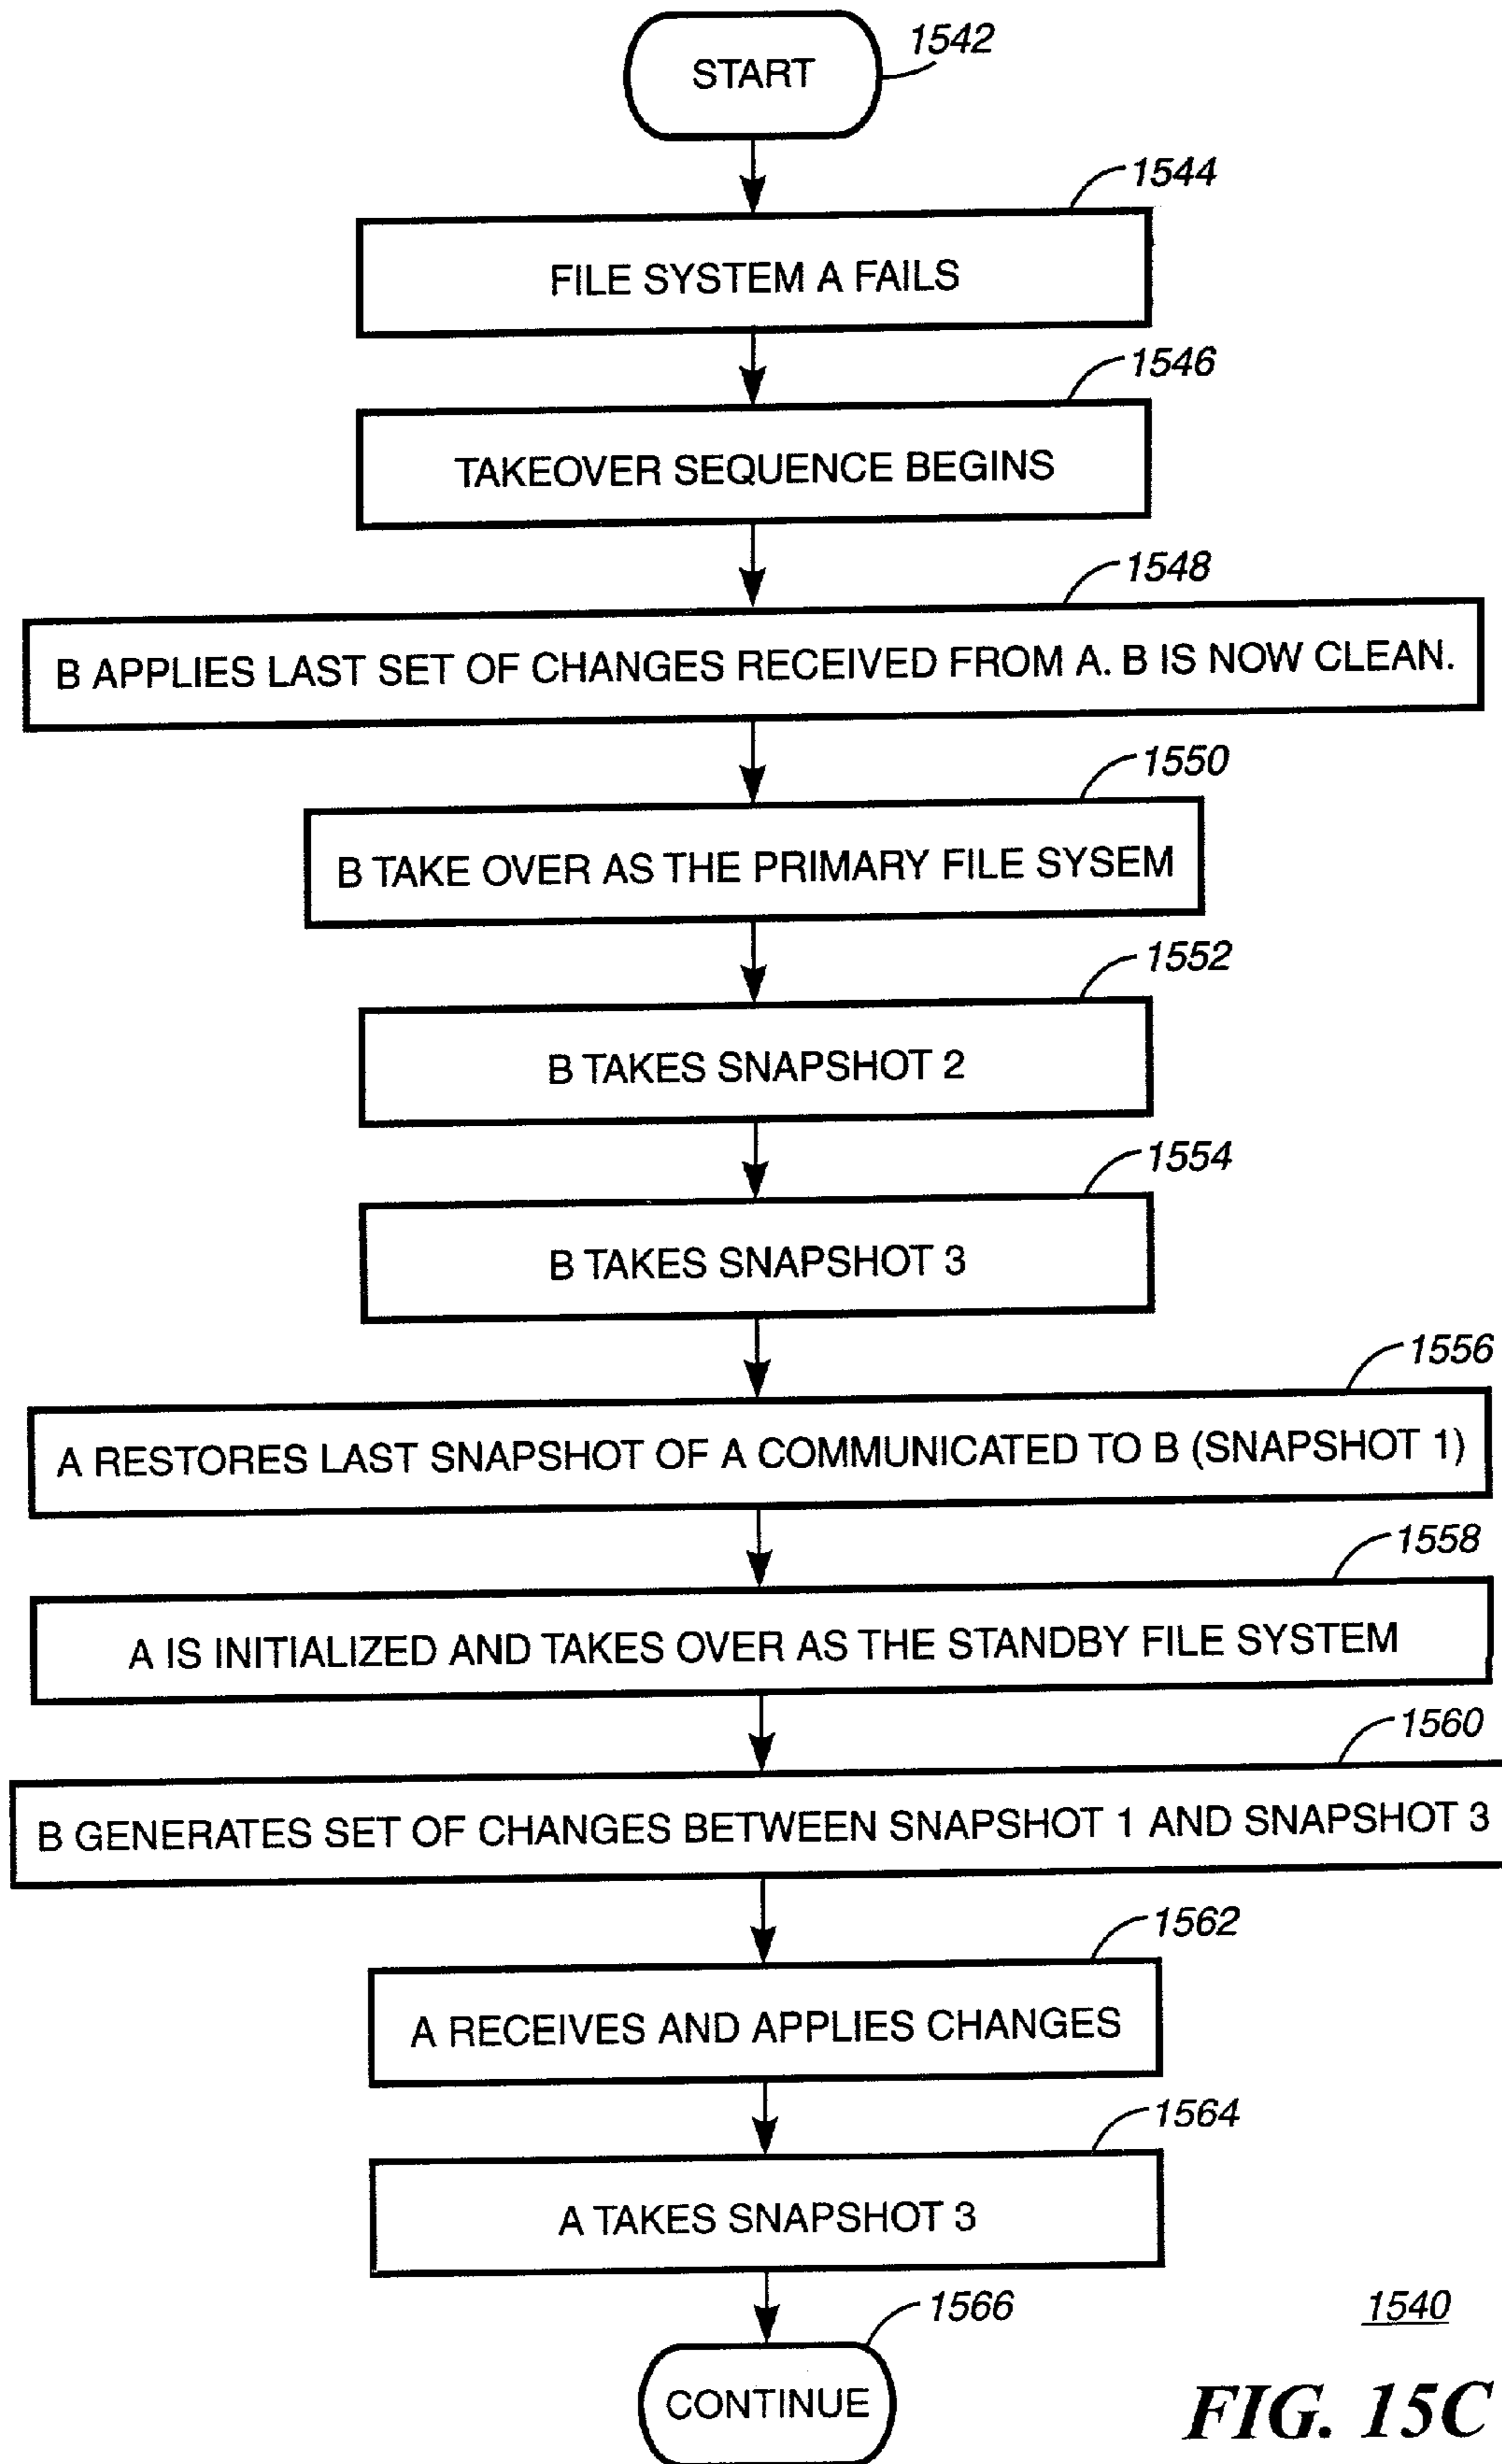 1542
START
1544
FILE SYSTEM A FAILS
1546
TAKEOVER SEQUENCE BEGINS
1548
B APPLIES LAST SET OF CHANGES RECEIVED FROM A. B IS NOW CLEAN.
1550
B TAKE OVER AS THE PRIMARY FILE SYSEM
1552
B TAKES SNAPSHOT 2
1554
B TAKES SNAPSHOT 3
1556
A RESTORES LAST SNAPSHOT OF A COMMUNICATED TO B (SNAPSHOT 1)
1558
A IS INITIALIZED AND TAKES OVER AS THE STANDBY FILE SYSTEM
1560
B GENERATES SET OF CHANGES BETWEEN SNAPSHOT 1 AND SNAPSHOT 3
1562
A RECEIVES AND APPLIES CHANGES
1564
A TAKES SNAPSHOT 3
1566
CONTINUE
1540
FIG. 15C